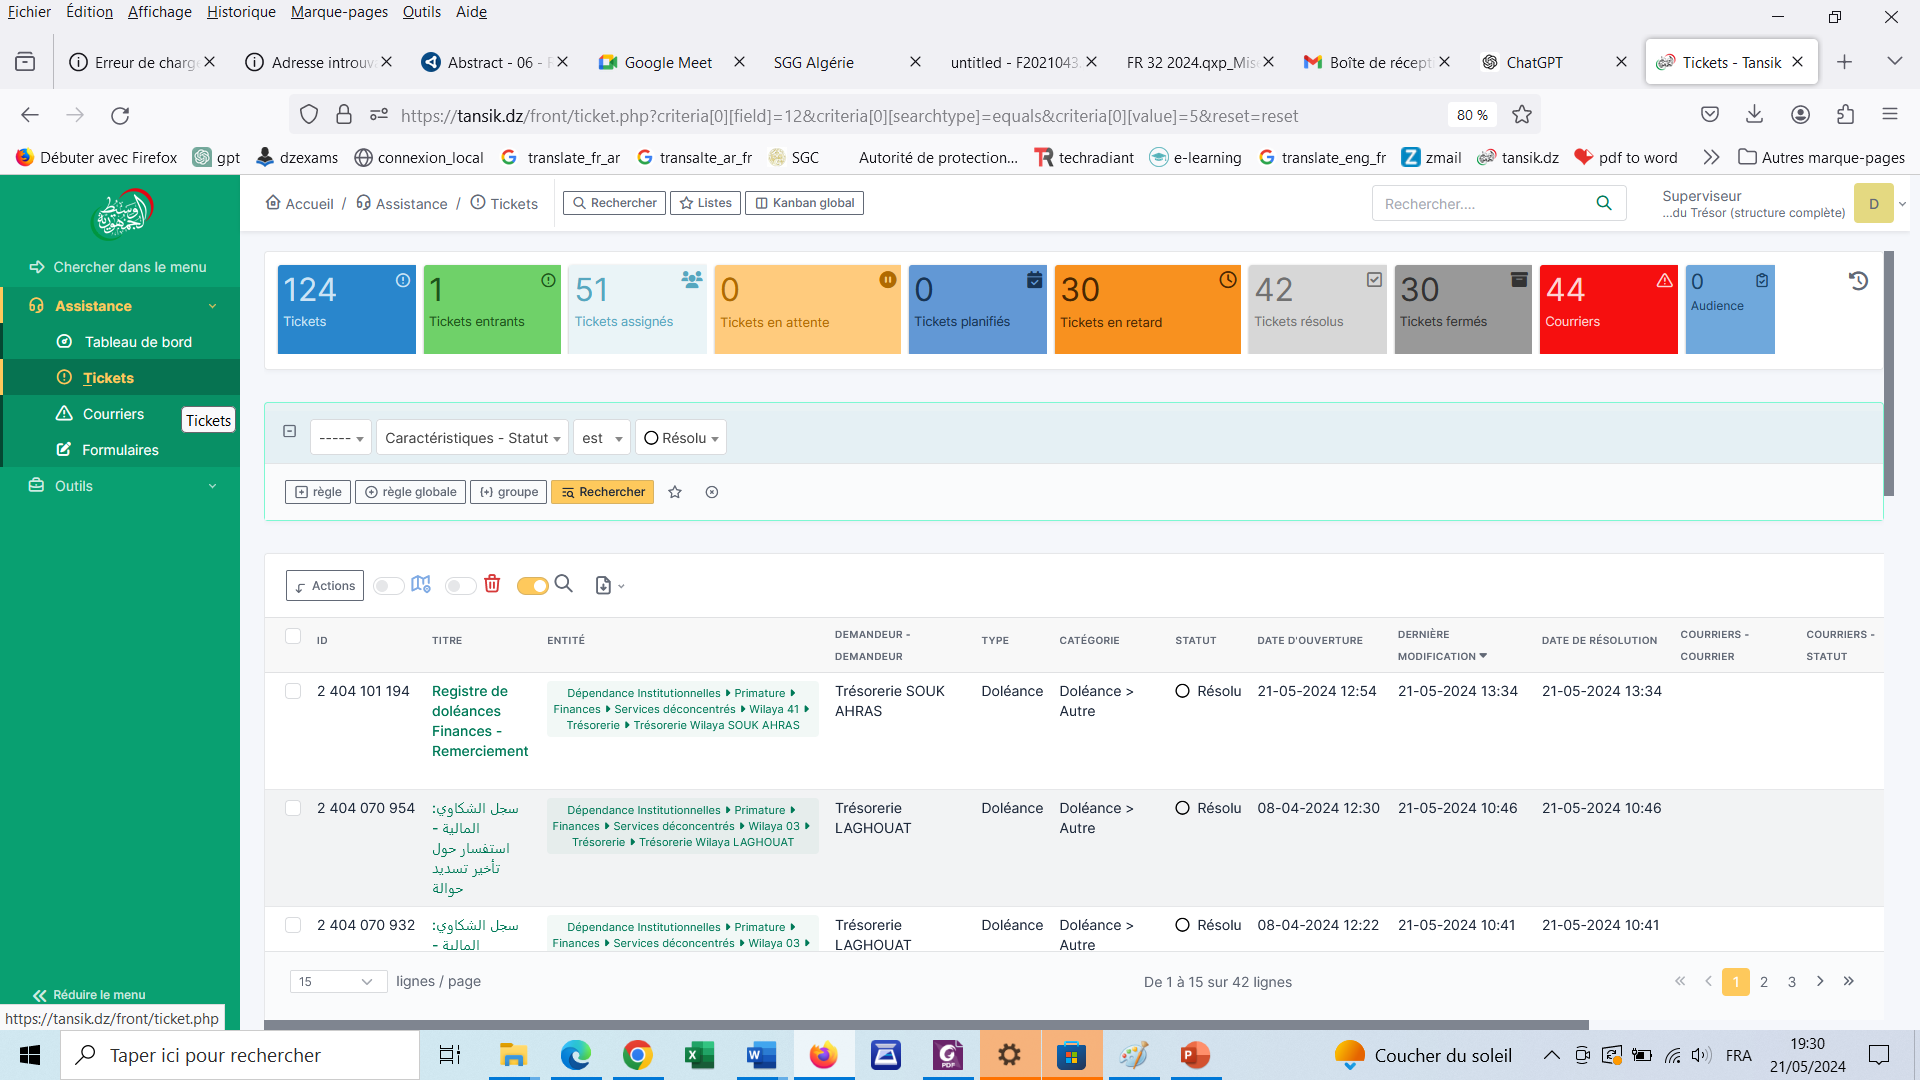 Fichier Édition Affichage Historique Marque-pages Outils Aide
Erreur de charge
Adresse introuva
Abstract - 06 -
Google Meet
SGG Algérie
untitled - F2021043.
FR 32 2024.qxp_Mis
Boîte de récept
ChatGPT
Tickets - Tansik
https://tansik.dz/front/ticket.php?criteria[0][field]=12&criteria[0][searchtype]=equals&criteria[0][value]=5&reset=reset
80 %
Débuter avec Firefox gpt dzexams connexion_local translate_fr_ar transalte_ar_fr SGC Autorité de protection... techradiant e-learning translate_eng_fr zmail tansik.dz pdf to word Autres marque-pages
Accueil / Assistance / Tickets Rechercher Listes Kanban global
Rechercher....
Superviseur
...du Trésor (structure complète)
D
Chercher dans le menu
Assistance
Tableau de bord
Tickets
Courriers
Tickets
Formulaires
Outils
Réduire le menu
https://tansik.dz/front/ticket.php
124
Tickets
1
Tickets entrants
51
Tickets assignés
0
Tickets en attente
0
Tickets planifiés
30
Tickets en retard
42
Tickets résolus
30
Tickets fermés
44
Courriers
0
Audience
----- Caractéristiques - Statut est Résolu
règle règle globale groupe Rechercher
Actions
ID TITRE ENTITÉ DEMANDEUR - DEMANDEUR TYPE CATÉGORIE STATUT DATE D'OUVERTURE DERNIÈRE MODIFICATION DATE DE RÉSOLUTION COURRIERS - COURRIER COURRIERS - STATUT
2 404 101 194
Registre de
doléances
Finances -
Remerciement
Dépendance Institutionnelles Primature
Finances Services déconcentrés Wilaya 41
Trésorerie Trésorerie Wilaya SOUK AHRAS
Trésorerie SOUK
AHRAS
Doléance
Doléance >
Autre
Résolu
21-05-2024 12:54
21-05-2024 13:34
21-05-2024 13:34
2 404 070 954
سجل الشكاوي:
المالية -
استفسار حول
تأخير تسديد
حوالة
Dépendance Institutionnelles Primature
Finances Services déconcentrés Wilaya 03
Trésorerie Trésorerie Wilaya LAGHOUAT
Trésorerie
LAGHOUAT
Doléance
Doléance >
Autre
Résolu
08-04-2024 12:30
21-05-2024 10:46
21-05-2024 10:46
2 404 070 932
سجل الشكاوي:
المالية -
Dépendance Institutionnelles Primature
Finances Services déconcentrés Wilaya 03
Trésorerie
LAGHOUAT
Doléance
Doléance >
Autre
Résolu
08-04-2024 12:22
21-05-2024 10:41
21-05-2024 10:41
15 lignes / page
De 1 à 15 sur 42 lignes
« ‹ 1 2 3 › »
Taper ici pour rechercher
Coucher du soleil
FRA
19:30
21/05/2024